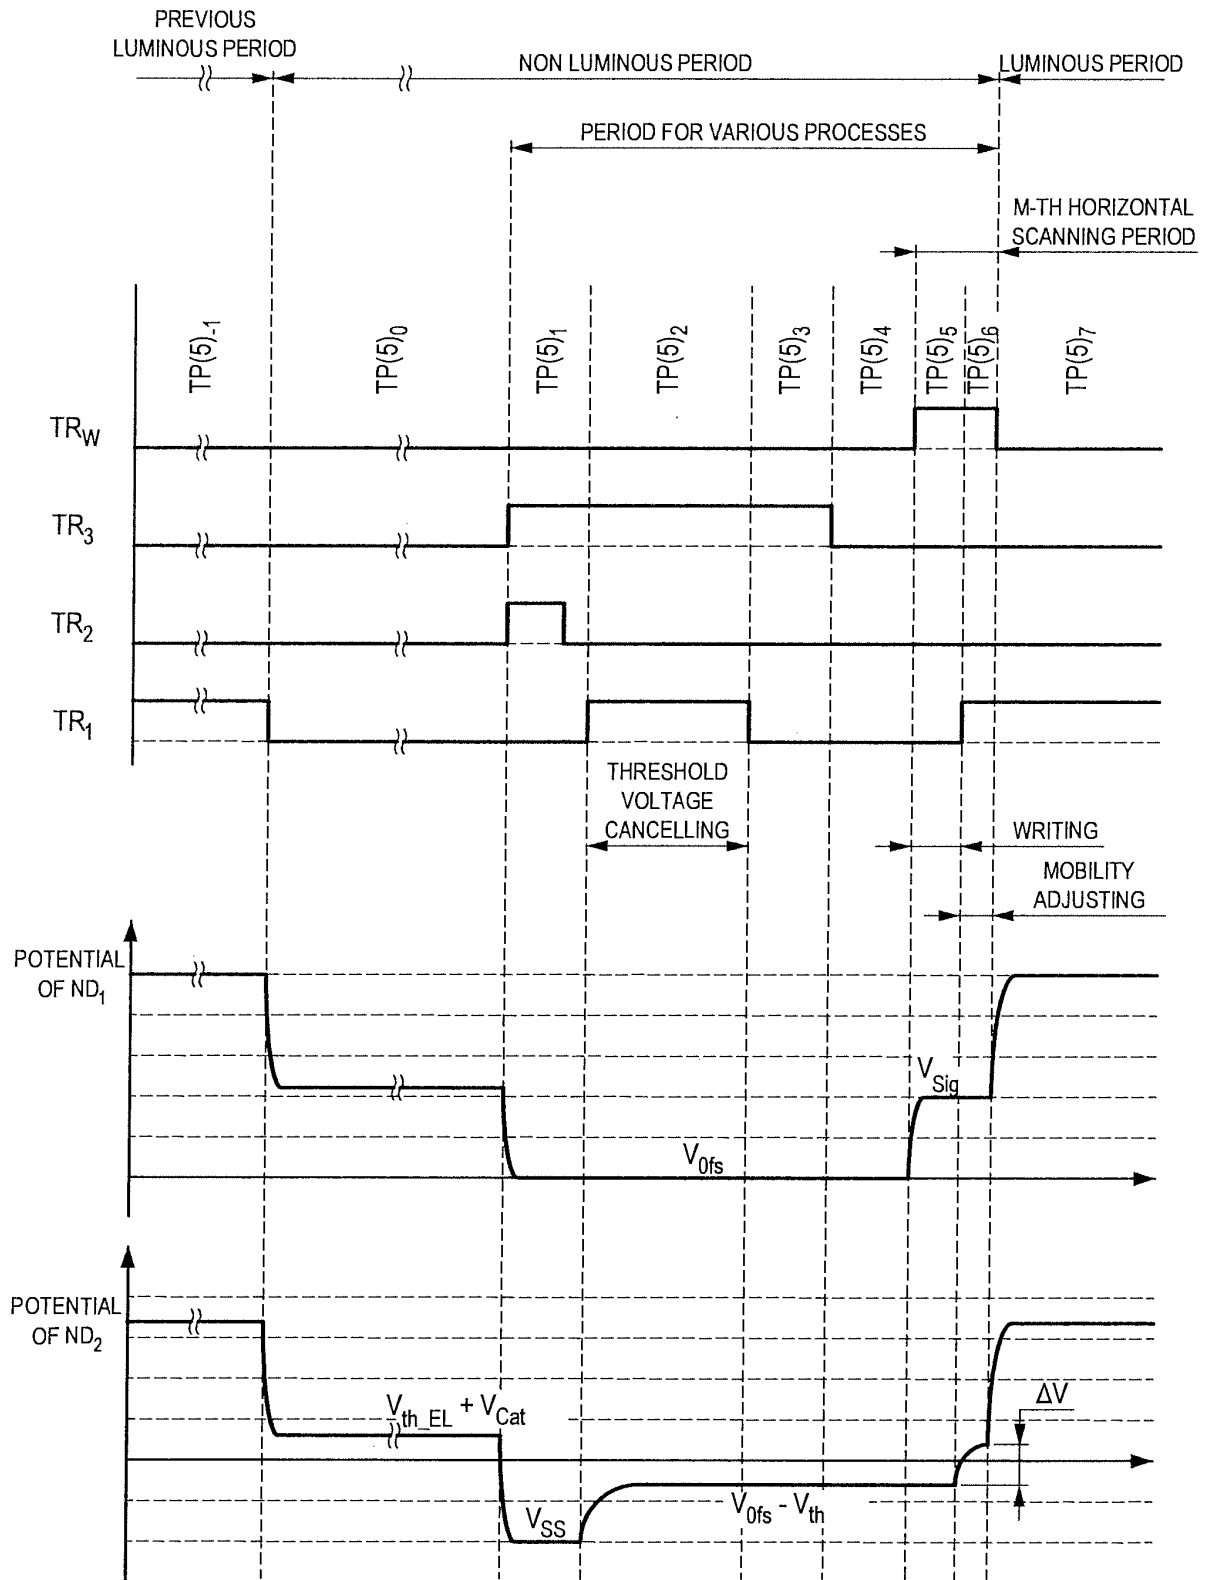 PREVIOUS
LUMINOUS PERIOD
NON LUMINOUS PERIOD
LUMINOUS PERIOD
PERIOD FOR VARIOUS PROCESSES
M-TH HORIZONTAL
SCANNING PERIOD
TP(5)-1
TP(5)0
TP(5)1
TP(5)2
TP(5)3
TP(5)4
TP(5)5
TP(5)6
TP(5)7
TRW
TR3
TR2
TR1
THRESHOLD
VOLTAGE
CANCELLING
WRITING
MOBILITY
ADJUSTING
POTENTIAL
OF ND1
VSig
V0fs
POTENTIAL
OF ND2
Vth_EL + VCat
ΔV
VSS
V0fs - Vth